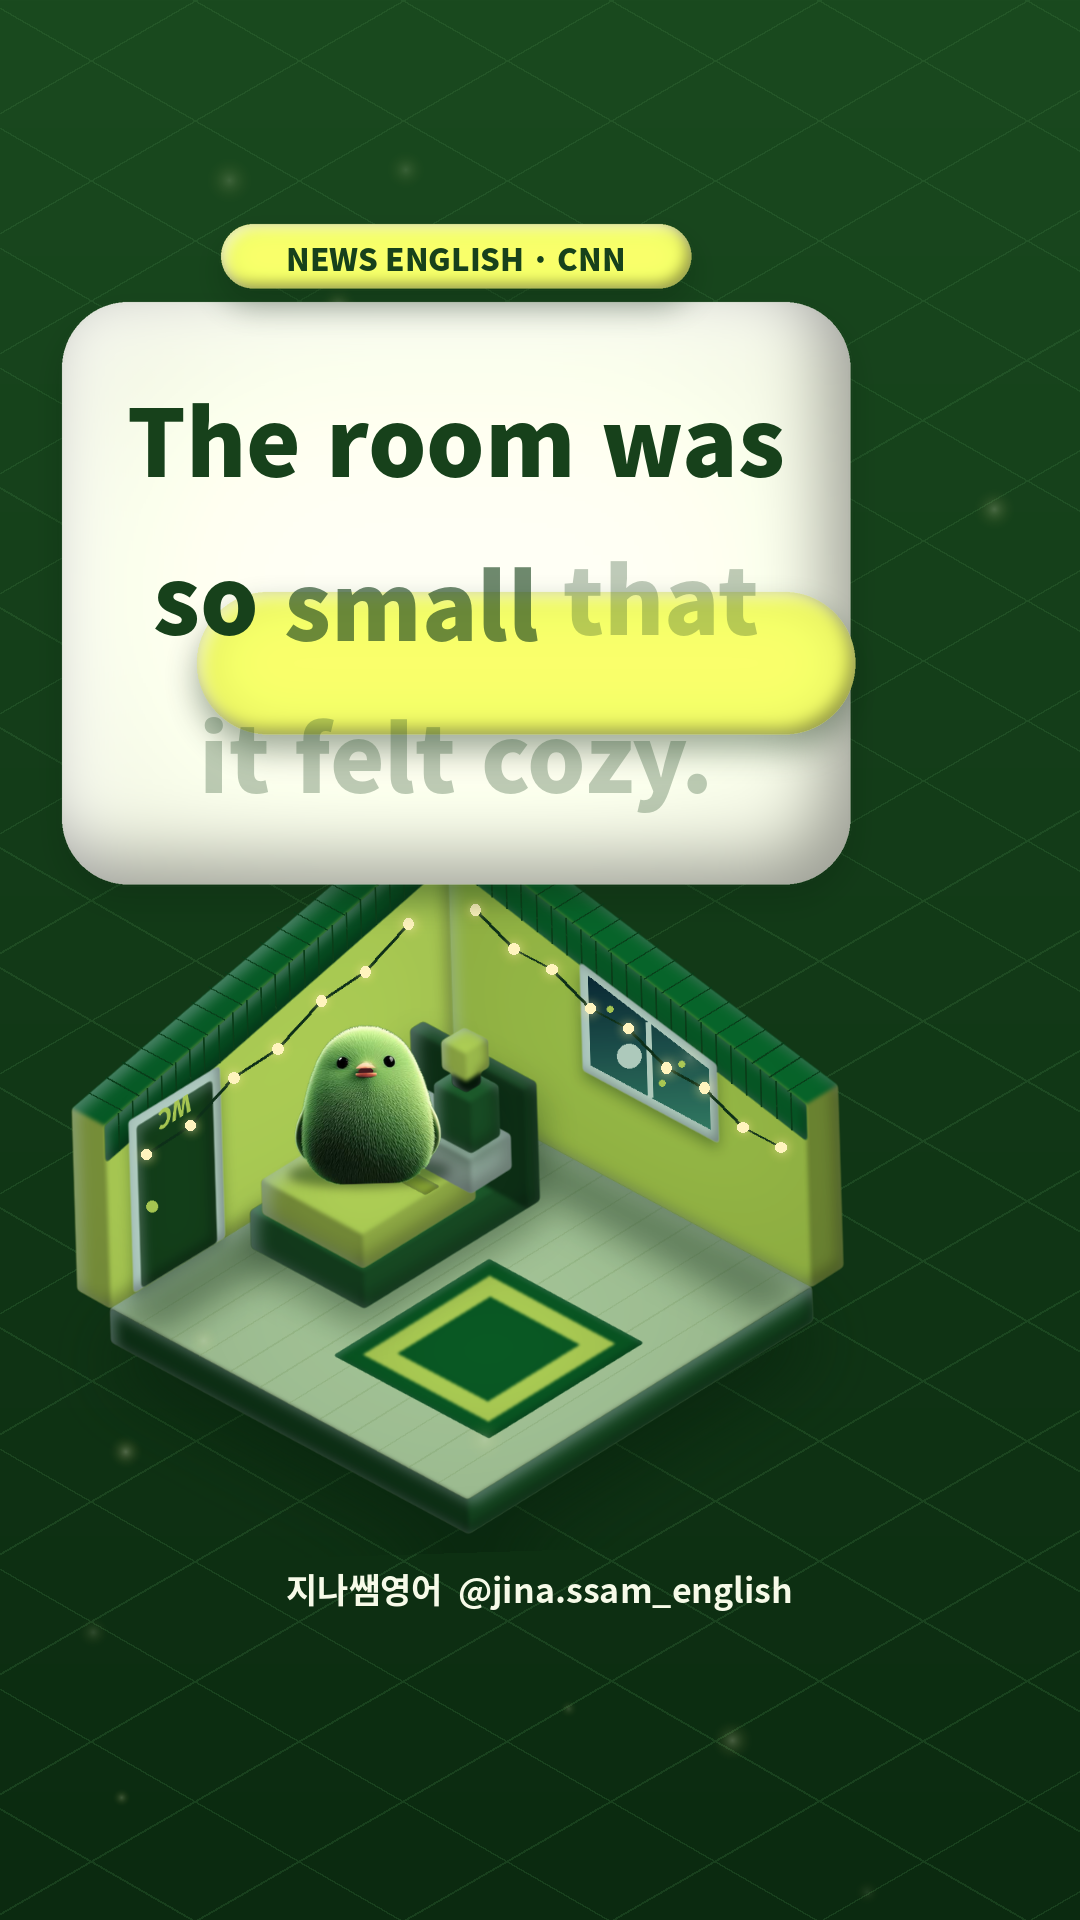 NEWS ENGLISH · CNN
The room was
so small that
it felt cozy.
WC
지나쌤영어 @jina.ssam_english